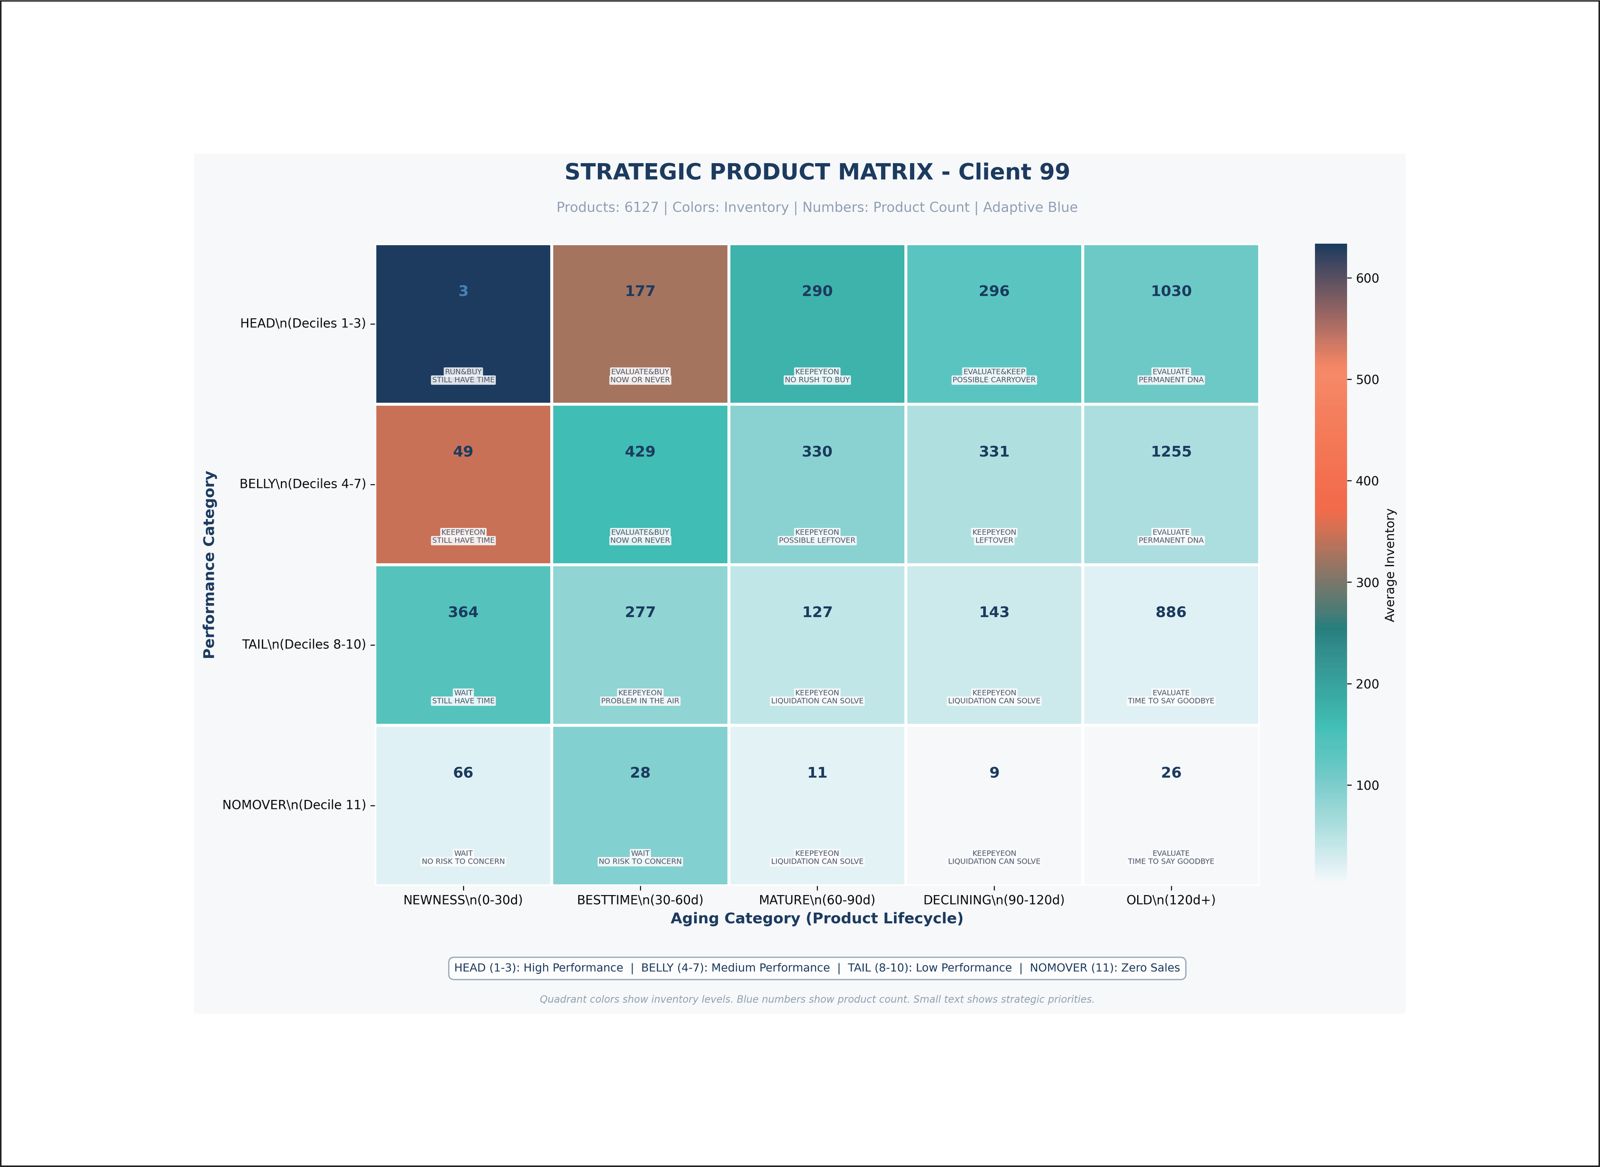 STRATEGIC PRODUCT MATRIX - Client 99
Products: 6127 | Colors: Inventory | Numbers: Product Count | Adaptive Blue
Performance Category
HEAD\n(Deciles 1-3)
3
177
290
296
1030
RUN&BUY
STILL HAVE TIME
EVALUATE&BUY
NOW OR NEVER
KEEPEYEON
NO RUSH TO BUY
EVALUATE&KEEP
POSSIBLE CARRYOVER
EVALUATE
PERMANENT DNA
BELLY\n(Deciles 4-7)
49
429
330
331
1255
KEEPEYEON
STILL HAVE TIME
EVALUATE&BUY
NOW OR NEVER
KEEPEYEON
POSSIBLE LEFTOVER
KEEPEYEON
LEFTOVER
EVALUATE
PERMANENT DNA
TAIL\n(Deciles 8-10)
364
277
127
143
886
WAIT
STILL HAVE TIME
KEEPEYEON
PROBLEM IN THE AIR
KEEPEYEON
LIQUIDATION CAN SOLVE
KEEPEYEON
LIQUIDATION CAN SOLVE
EVALUATE
TIME TO SAY GOODBYE
NOMOVER\n(Decile 11)
66
28
11
9
26
WAIT
NO RISK TO CONCERN
WAIT
NO RISK TO CONCERN
KEEPEYEON
LIQUIDATION CAN SOLVE
KEEPEYEON
LIQUIDATION CAN SOLVE
EVALUATE
TIME TO SAY GOODBYE
NEWNESS\n(0-30d)
BESTTIME\n(30-60d)
MATURE\n(60-90d)
DECLINING\n(90-120d)
OLD\n(120d+)
Aging Category (Product Lifecycle)
600
500
400
300
200
100
Average Inventory
HEAD (1-3): High Performance | BELLY (4-7): Medium Performance | TAIL (8-10): Low Performance | NOMOVER (11): Zero Sales
Quadrant colors show inventory levels. Blue numbers show product count. Small text shows strategic priorities.